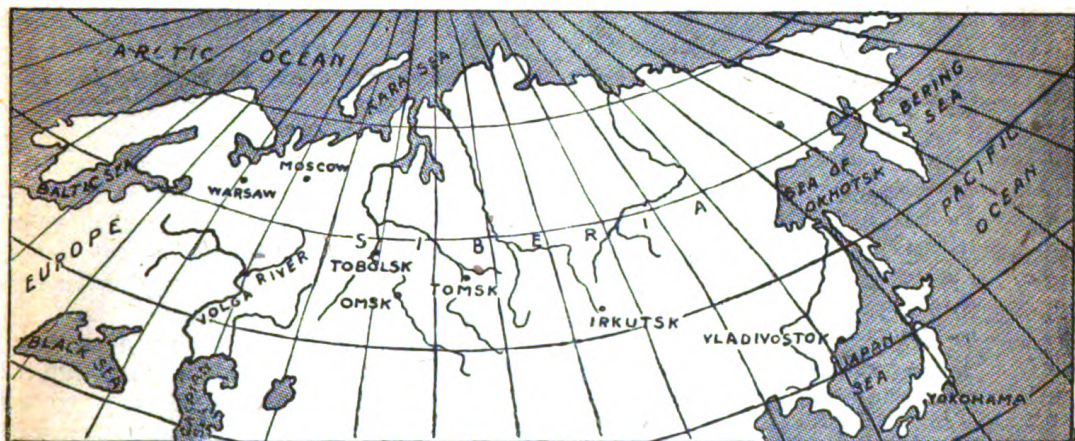 ARCTIC OCEAN
KARA SEA
BERING SEA
PACIFIC OCEAN
BALTIC SEA
WARSAW
MOSCOW
SEA OF OKHOTSK
EUROPE
SIBERIA
VOLGA RIVER
TOBOLSK
OMSK
TOMSK
IRKUTSK
VLADIVOSTOK
BLACK SEA
JAPAN SEA
YOKOHAMA